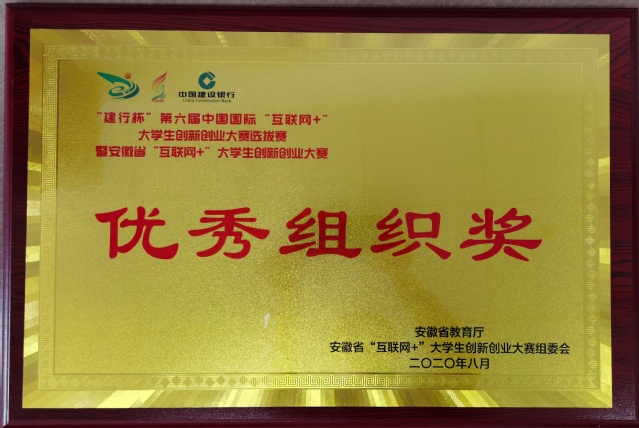 中国建设银行
China Construction Bank
"建行杯"第六届中国国际"互联网+"
大学生创新创业大赛选拔赛
暨安徽省"互联网+"大学生创新创业大赛
优秀组织奖
安徽省教育厅
安徽省“互联网+”大学生创新创业大赛组委会
二〇二〇年八月